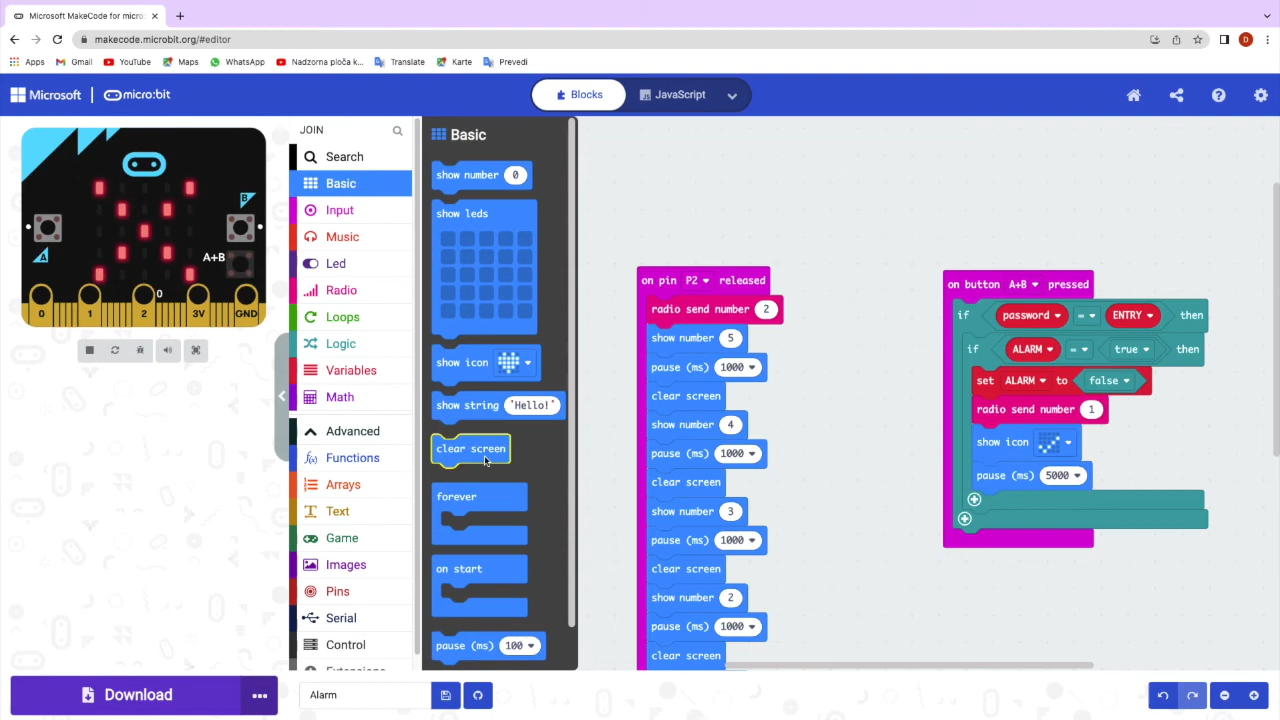 Microsoft MakeCode for micro:
makecode.microbit.org/#editor
D
Apps
Gmail
YouTube
Maps
WhatsApp
Nadzorna ploča k...
Translate
Karte
Prevedi
Microsoft
micro:bit
Blocks
JS JavaScript
A
B
A+B
0
0 1 2 3V GND
JOIN
Search
Basic
Input
Music
Led
Radio
Loops
Logic
Variables
Math
Advanced
Functions
Arrays
Text
Game
Images
Pins
Serial
Control
Extensions
Basic
show number 0
show leds
show icon
show string "Hello!"
clear screen
forever
on start
pause (ms) 100
on pin P2 released
radio send number 2
show number 5
pause (ms) 1000
clear screen
show number 4
pause (ms) 1000
clear screen
show number 3
pause (ms) 1000
clear screen
show number 2
pause (ms) 1000
clear screen
on button A+B pressed
if password = ENTRY then
if ALARM = true then
set ALARM to false
radio send number 1
show icon
pause (ms) 5000
Download
Alarm